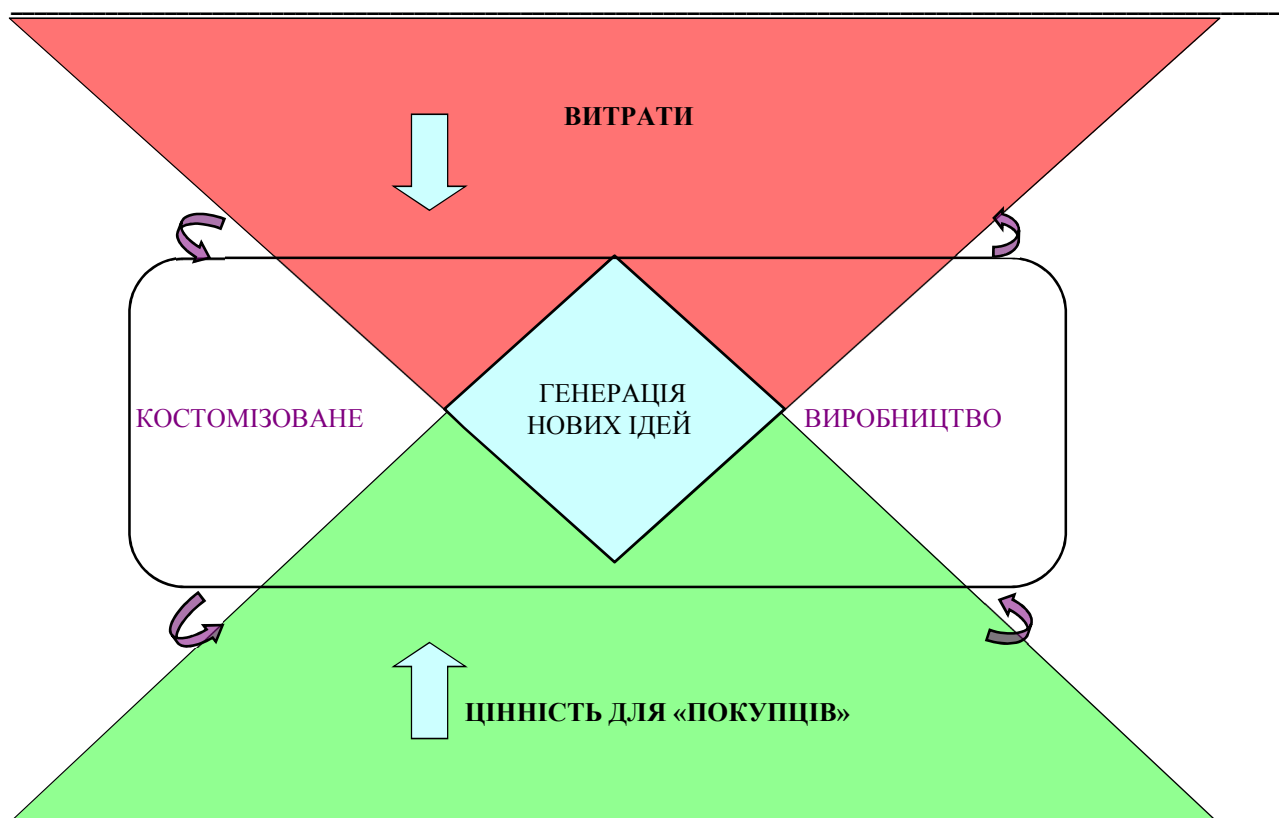 ВИТРАТИ
КОСТОМІЗОВАНЕ
ГЕНЕРАЦІЯ
НОВИХ ІДЕЙ
ВИРОБНИЦТВО
ЦІННІСТЬ ДЛЯ «ПОКУПЦІВ»